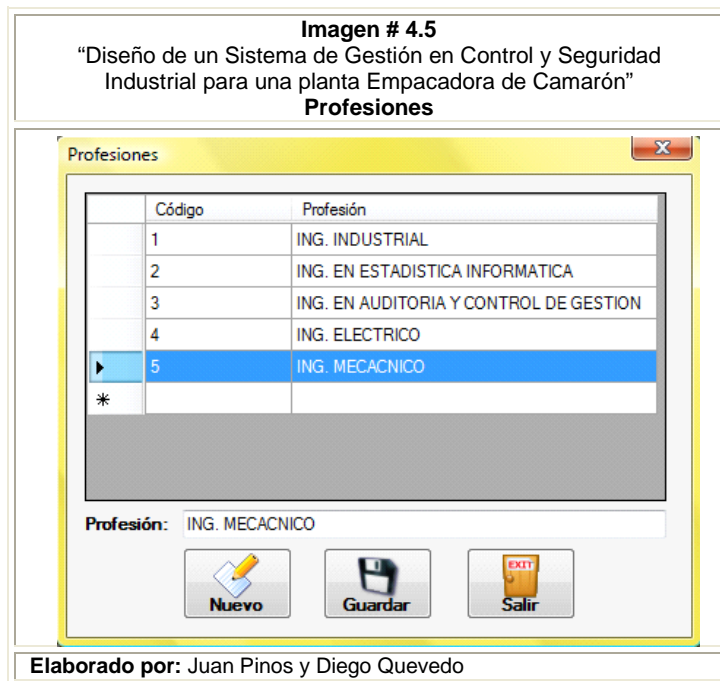 Imagen # 4.5
“Diseño de un Sistema de Gestión en Control y Seguridad
Industrial para una planta Empacadora de Camarón”
Profesiones
Profesiones
Código Profesión
1 ING. INDUSTRIAL
2 ING. EN ESTADISTICA INFORMATICA
3 ING. EN AUDITORIA Y CONTROL DE GESTION
4 ING. ELECTRICO
5 ING. MECACNICO
Profesión: ING. MECACNICO
EXIT
Nuevo Guardar Salir
Elaborado por: Juan Pinos y Diego Quevedo